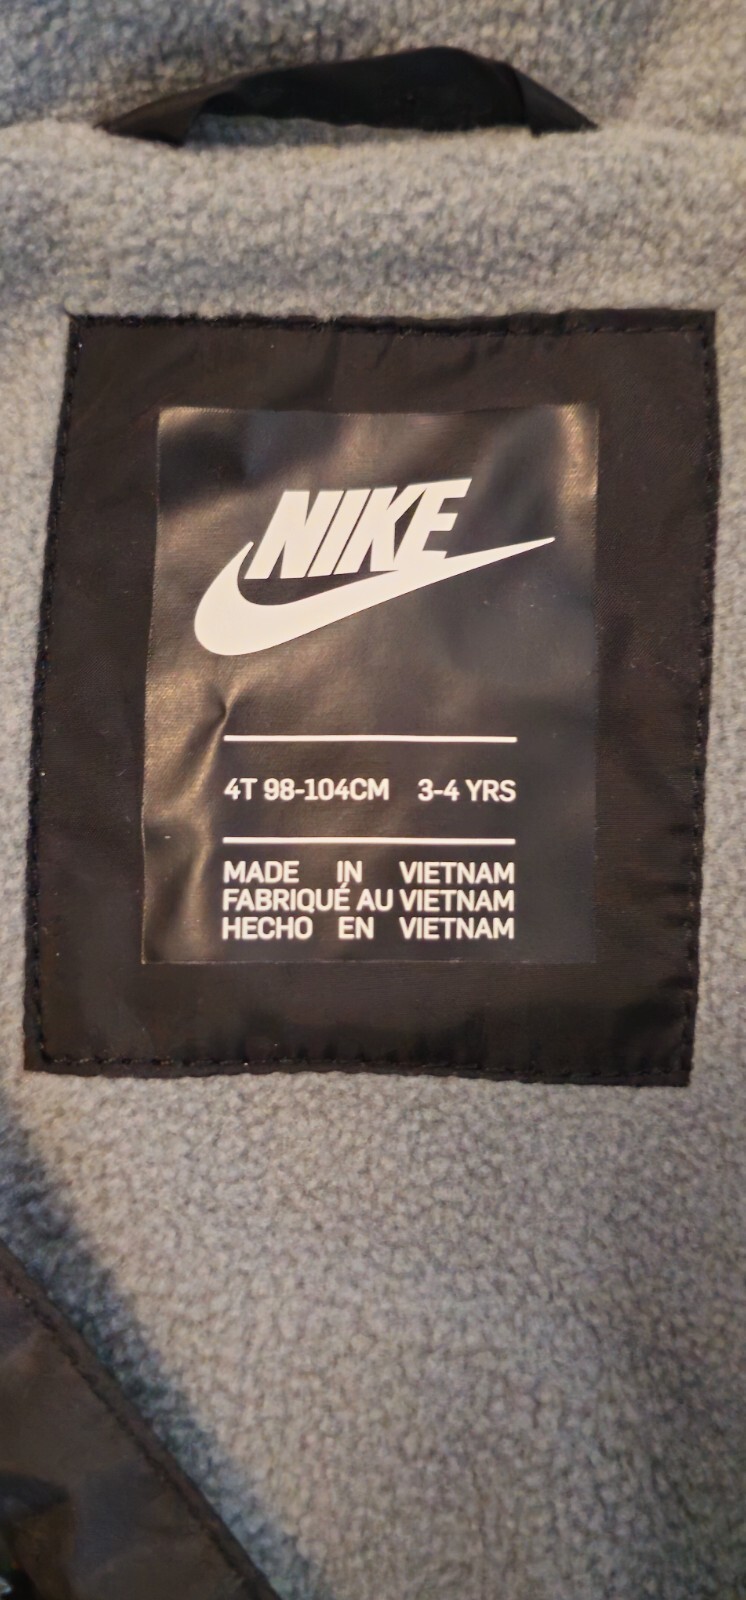 NIKE
4T 98-104CM 3-4 YRS
MADE IN VIETNAM
FABRIQUÉ AU VIETNAM
HECHO EN VIETNAM